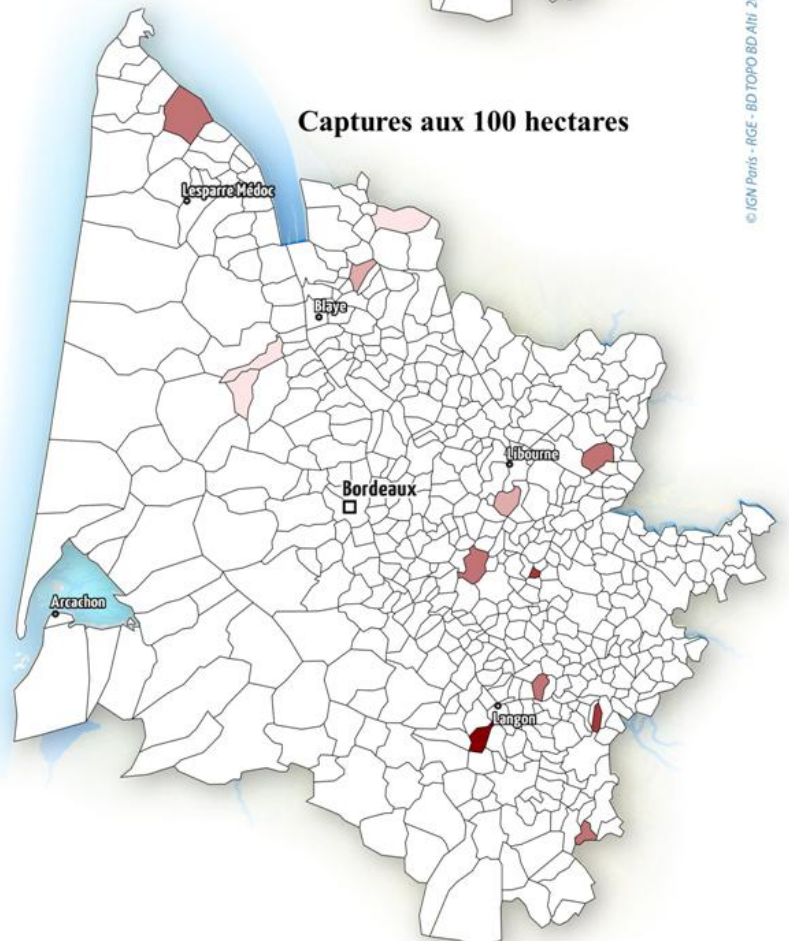 © IGN Paris - RGE - BD TOPO BD Alti
Captures aux 100 hectares
Lesparre Médoc
Blaye
Libourne
Bordeaux
Arcachon
Langon